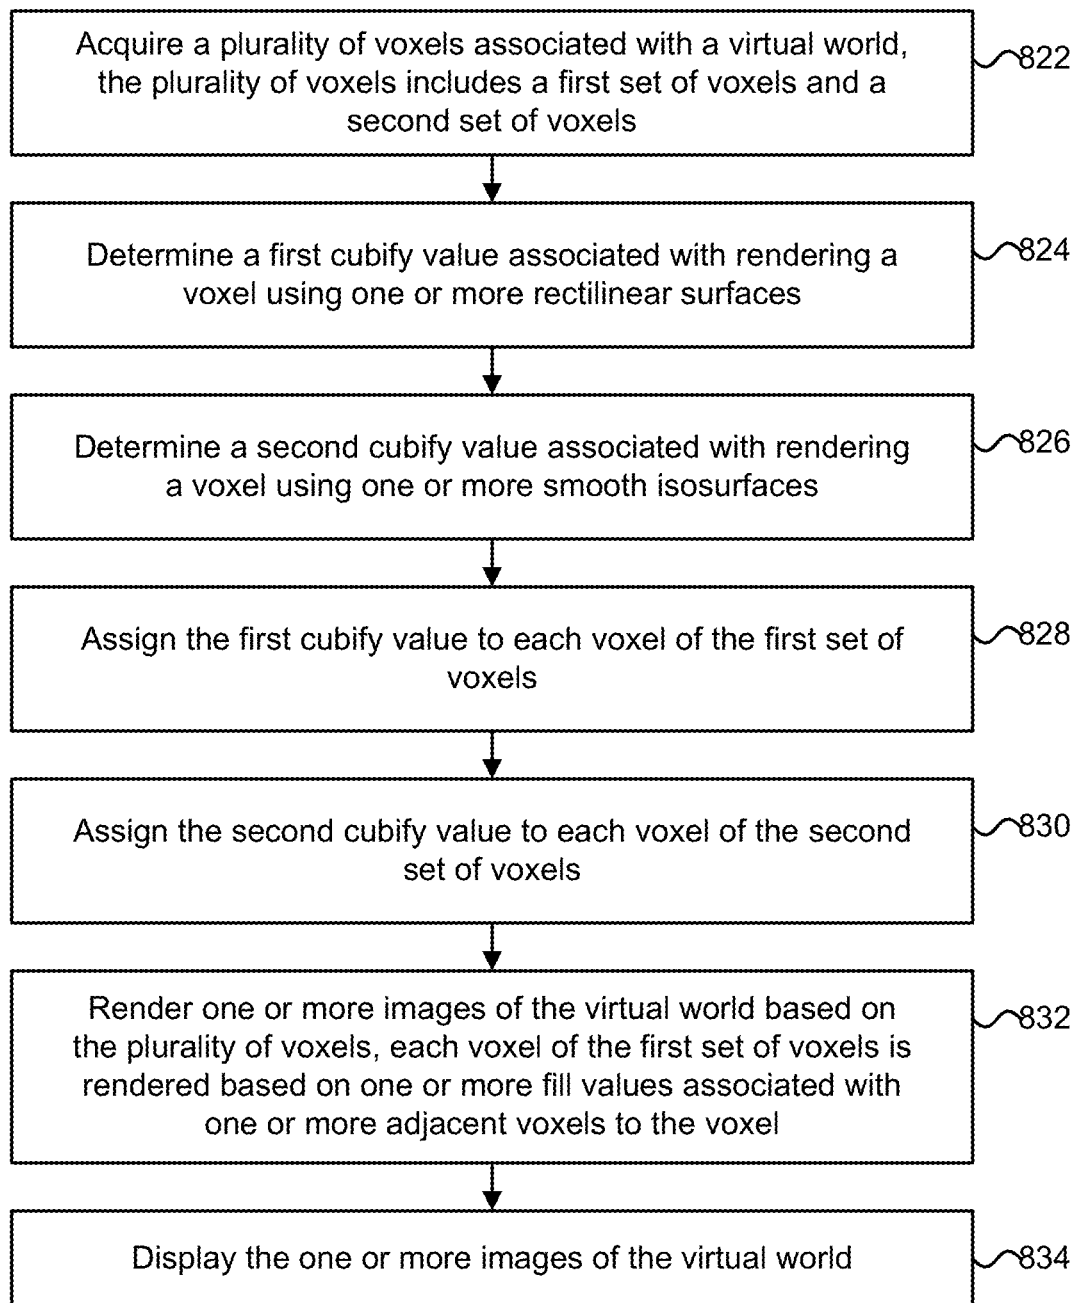 Acquire a plurality of voxels associated with a virtual world,
the plurality of voxels includes a first set of voxels and a
second set of voxels
822
Determine a first cubify value associated with rendering a
voxel using one or more rectilinear surfaces
824
Determine a second cubify value associated with rendering
a voxel using one or more smooth isosurfaces
826
Assign the first cubify value to each voxel of the first set of
voxels
828
Assign the second cubify value to each voxel of the second
set of voxels
830
Render one or more images of the virtual world based on
the plurality of voxels, each voxel of the first set of voxels is
rendered based on one or more fill values associated with
one or more adjacent voxels to the voxel
832
Display the one or more images of the virtual world
834